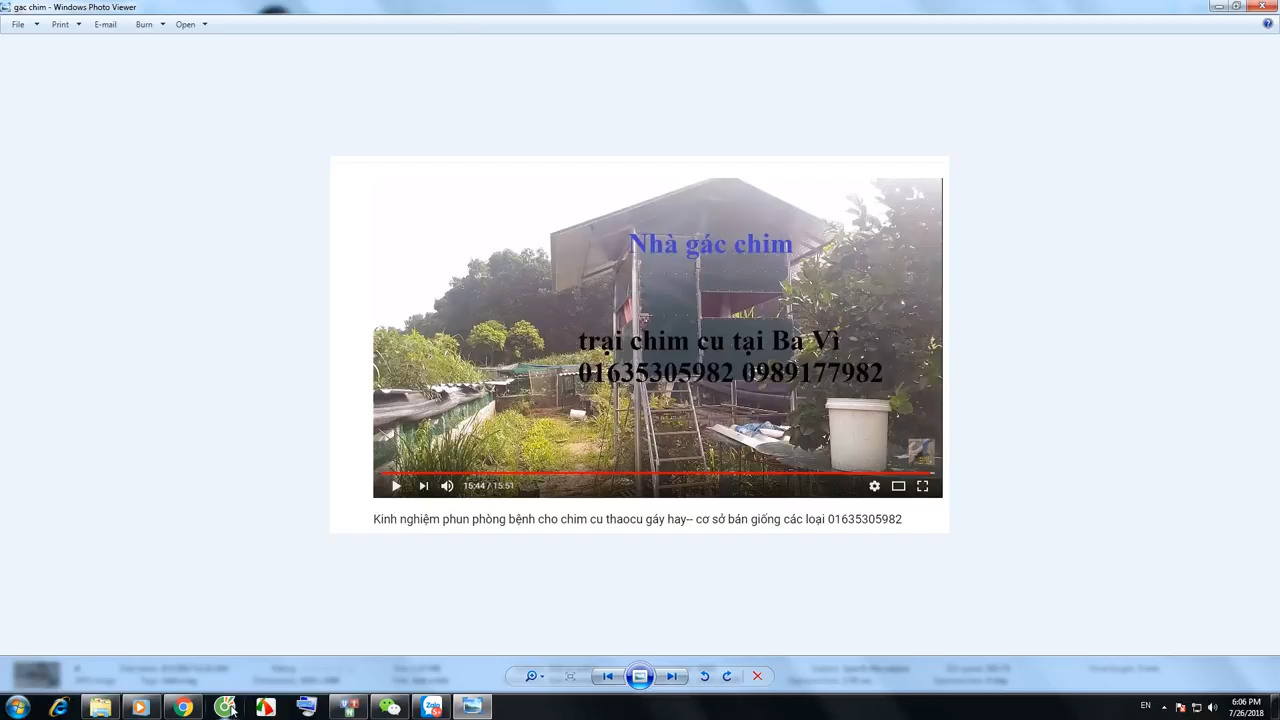 gac chim - Windows Photo Viewer
File Print E-mail Burn Open
Nhà gác chim
trại chim cu tại Ba Vì
01635305982 0989177982
15:44 / 15:51
Kinh nghiệm phun phòng bệnh cho chim cu thaocu gáy hay-- cơ sở bán giống các loại 01635305982
Zalo
EN
6:06 PM
7/26/2018